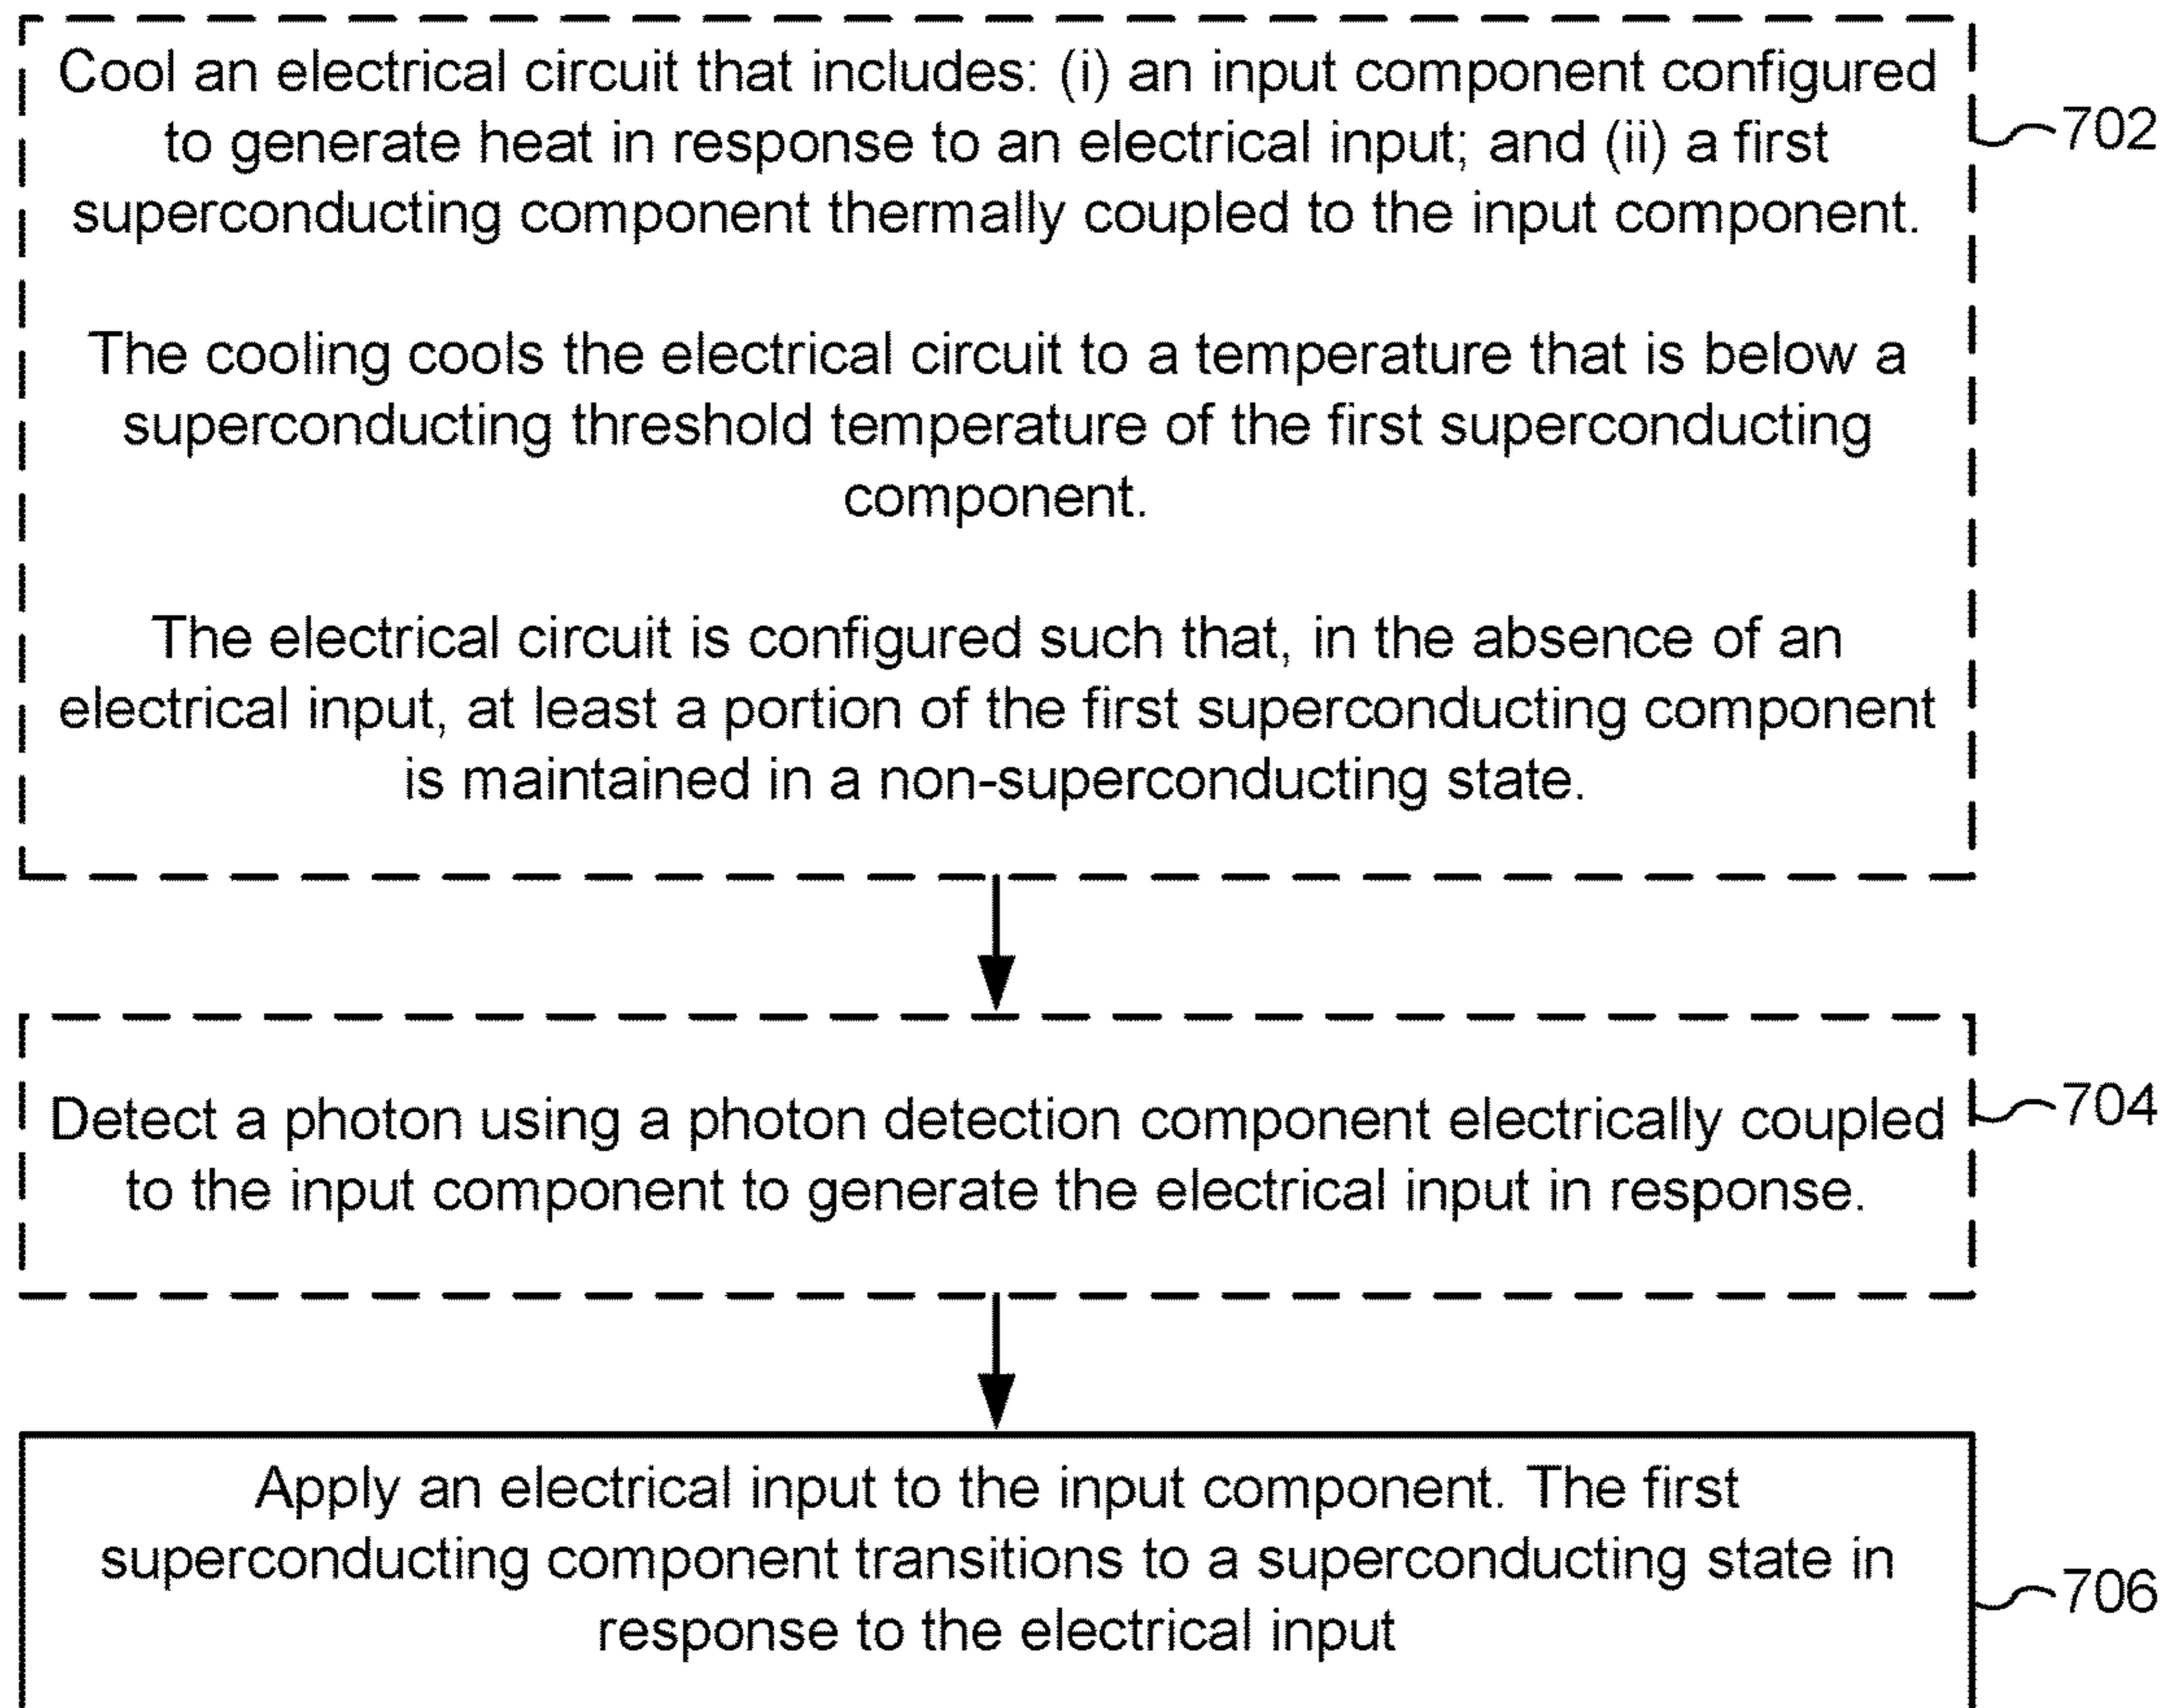 Cool an electrical circuit that includes: (i) an input component configured
to generate heat in response to an electrical input; and (ii) a first
superconducting component thermally coupled to the input component.
702
The cooling cools the electrical circuit to a temperature that is below a
superconducting threshold temperature of the first superconducting
component.
The electrical circuit is configured such that, in the absence of an
electrical input, at least a portion of the first superconducting component
is maintained in a non-superconducting state.
Detect a photon using a photon detection component electrically coupled
704
to the input component to generate the electrical input in response.
Apply an electrical input to the input component. The first
superconducting component transitions to a superconducting state in
706
response to the electrical input